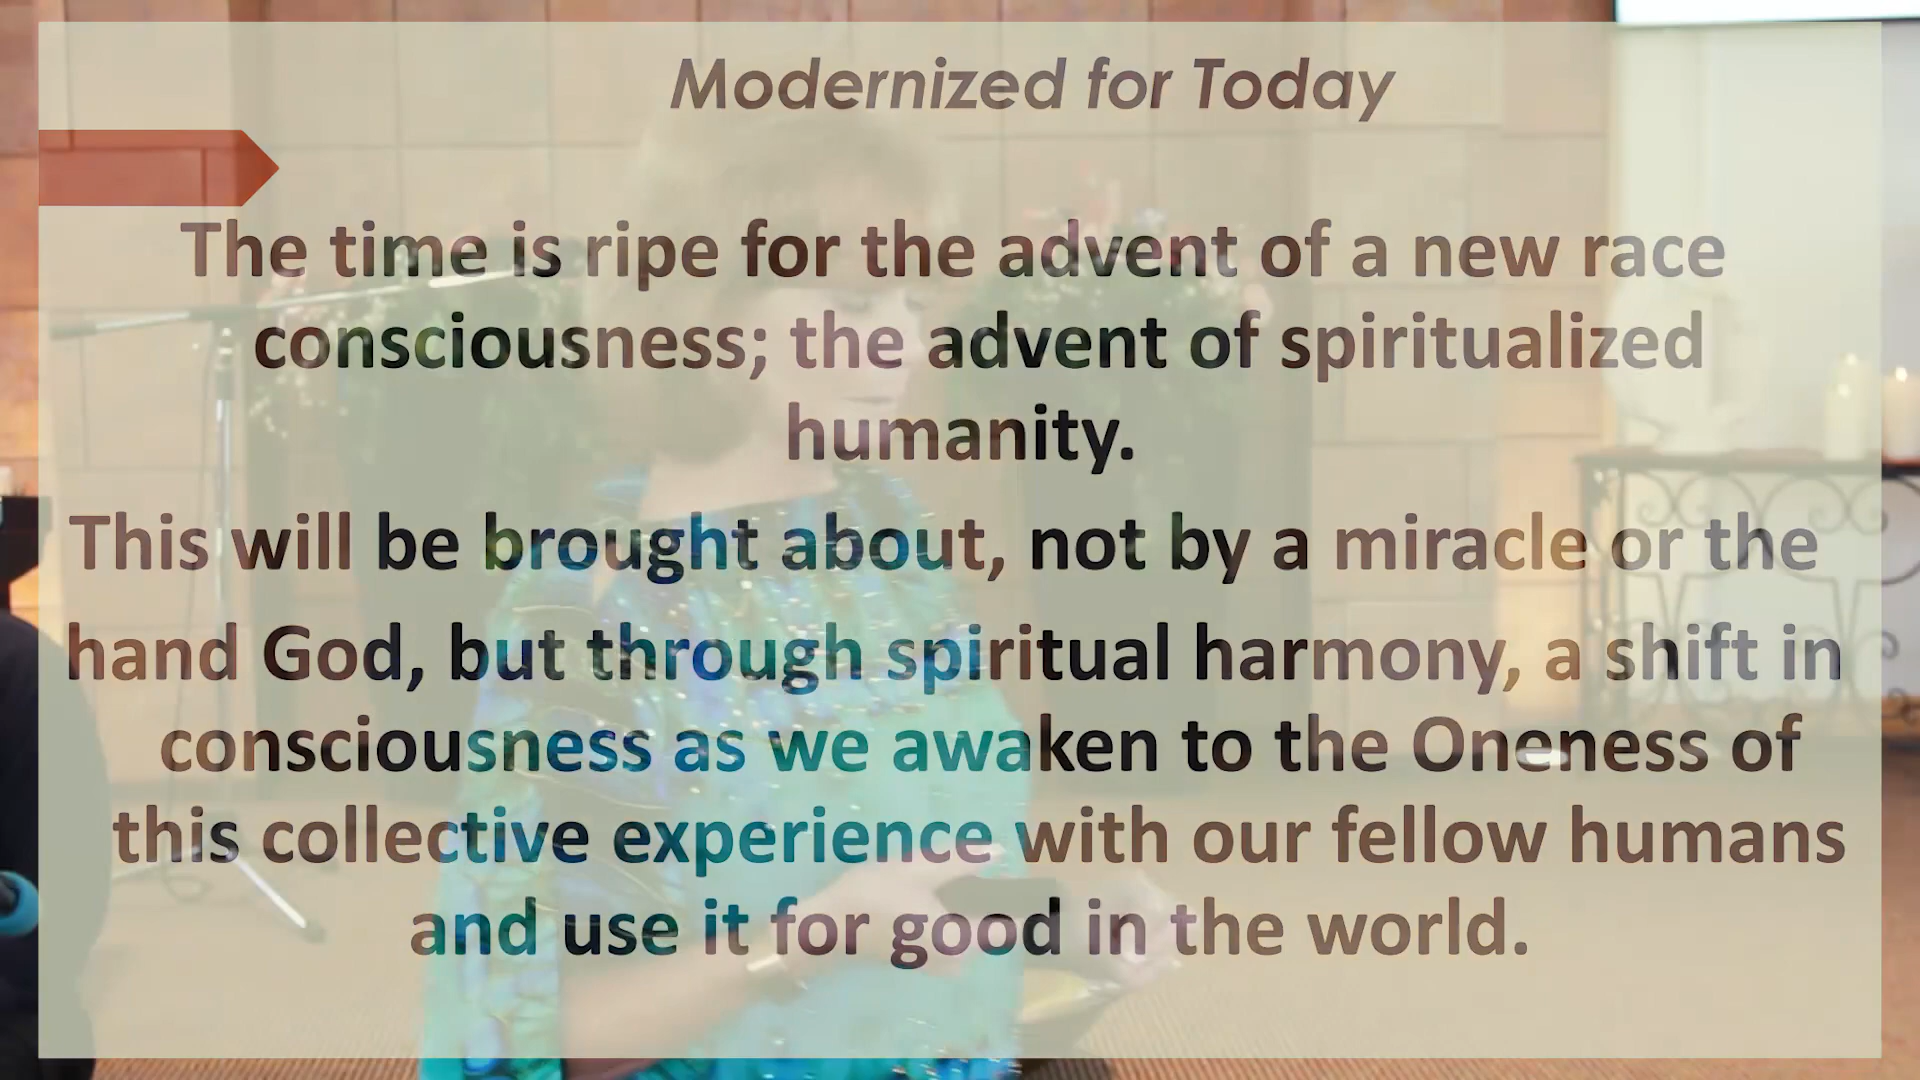 Modernized for Today
The time is ripe for the advent of a new race
consciousness; the advent of spiritualized
humanity.
This will be brought about, not by a miracle or the
hand God, but through spiritual harmony, a shift in
consciousness as we awaken to the Oneness of
this collective experience with our fellow humans
and use it for good in the world.